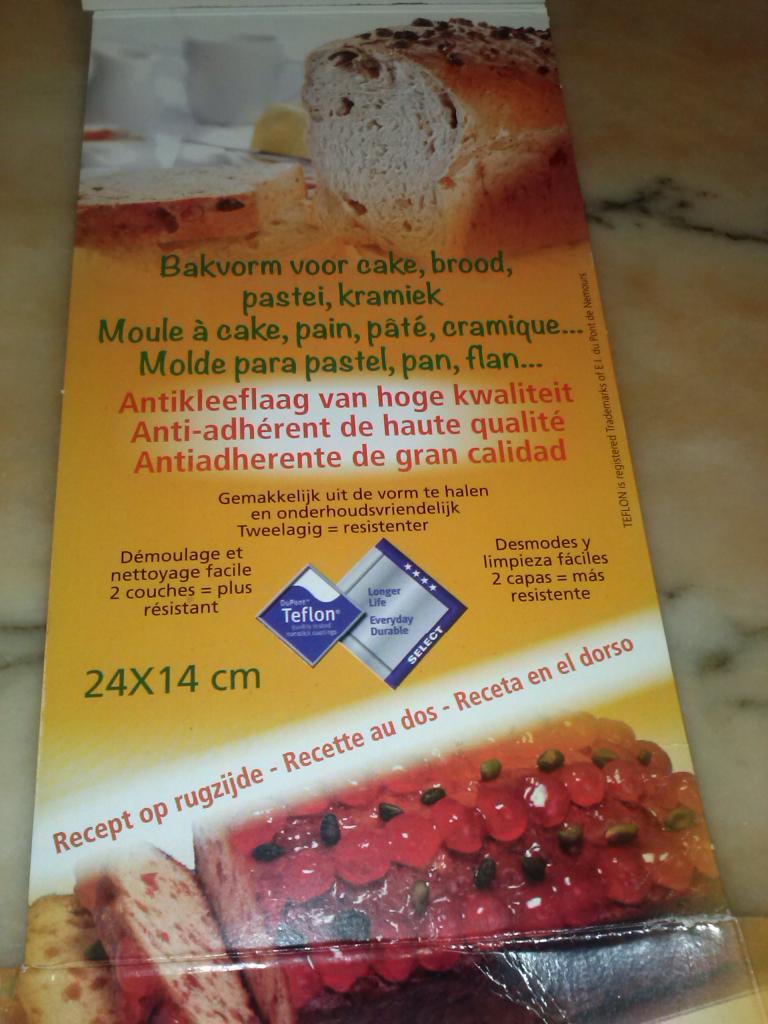 Bakvorm voor cake, brood,
pastei, kramiek
Moule à cake, pain, pâté, cramique...
Molde para pastel, pan, flan...
Antikleeflaag van hoge kwaliteit
Anti-adhérent de haute qualité
Antiadherente de gran calidad
TEFLON is registered Trademarks of E.I. du Pont de Nemours
Gemakkelijk uit de vorm te halen
en onderhoudsvriendelijk
Tweelagig = resistenter
Démoulage et
nettoyage facile
2 couches = plus
résistant
DuPont™
Teflon®
nonstick coatings
Longer
Life
Everyday
Durable
SELECT
Desmodes y
limpieza fáciles
2 capas = más
resistente
24X14 cm
Recept op rugzijde - Recette au dos - Receta en el dorso